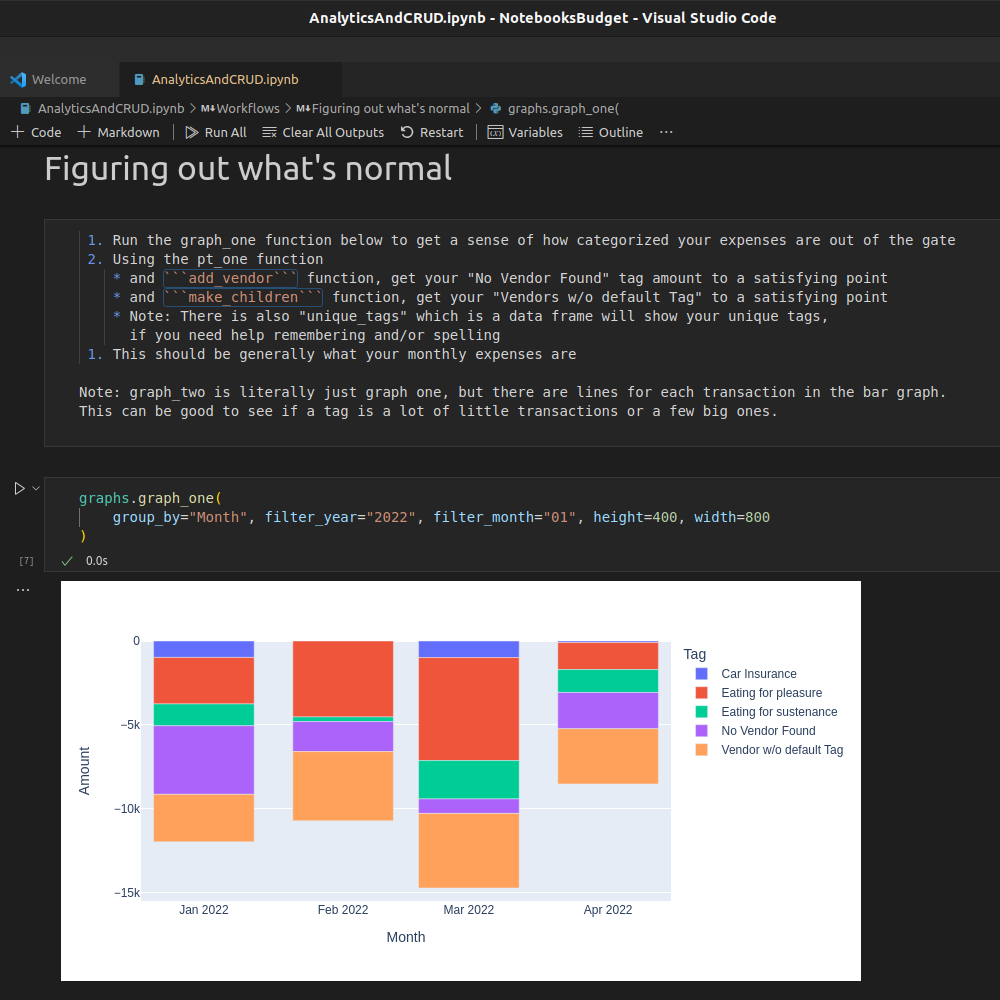 AnalyticsAndCRUD.ipynb - NotebooksBudget - Visual Studio Code
Welcome
AnalyticsAndCRUD.ipynb
AnalyticsAndCRUD.ipynb > M↓Workflows > M↓Figuring out what's normal > graphs.graph_one(
+ Code + Markdown | Run All Clear All Outputs Restart | Variables Outline ...
Figuring out what's normal
1. Run the graph_one function below to get a sense of how categorized your expenses are out of the gate
2. Using the pt_one function
* and ```add_vendor``` function, get your "No Vendor Found" tag amount to a satisfying point
* and ```make_children``` function, get your "Vendors w/o default Tag" to a satisfying point
* Note: There is also "unique_tags" which is a data frame will show your unique tags,
if you need help remembering and/or spelling
1. This should be generally what your monthly expenses are
Note: graph_two is literally just graph one, but there are lines for each transaction in the bar graph.
This can be good to see if a tag is a lot of little transactions or a few big ones.
graphs.graph_one(
group_by="Month", filter_year="2022", filter_month="01", height=400, width=800
)
[7]
0.0s
...
0
−5k
−10k
−15k
Amount
Jan 2022
Feb 2022
Mar 2022
Apr 2022
Month
Tag
Car Insurance
Eating for pleasure
Eating for sustenance
No Vendor Found
Vendor w/o default Tag